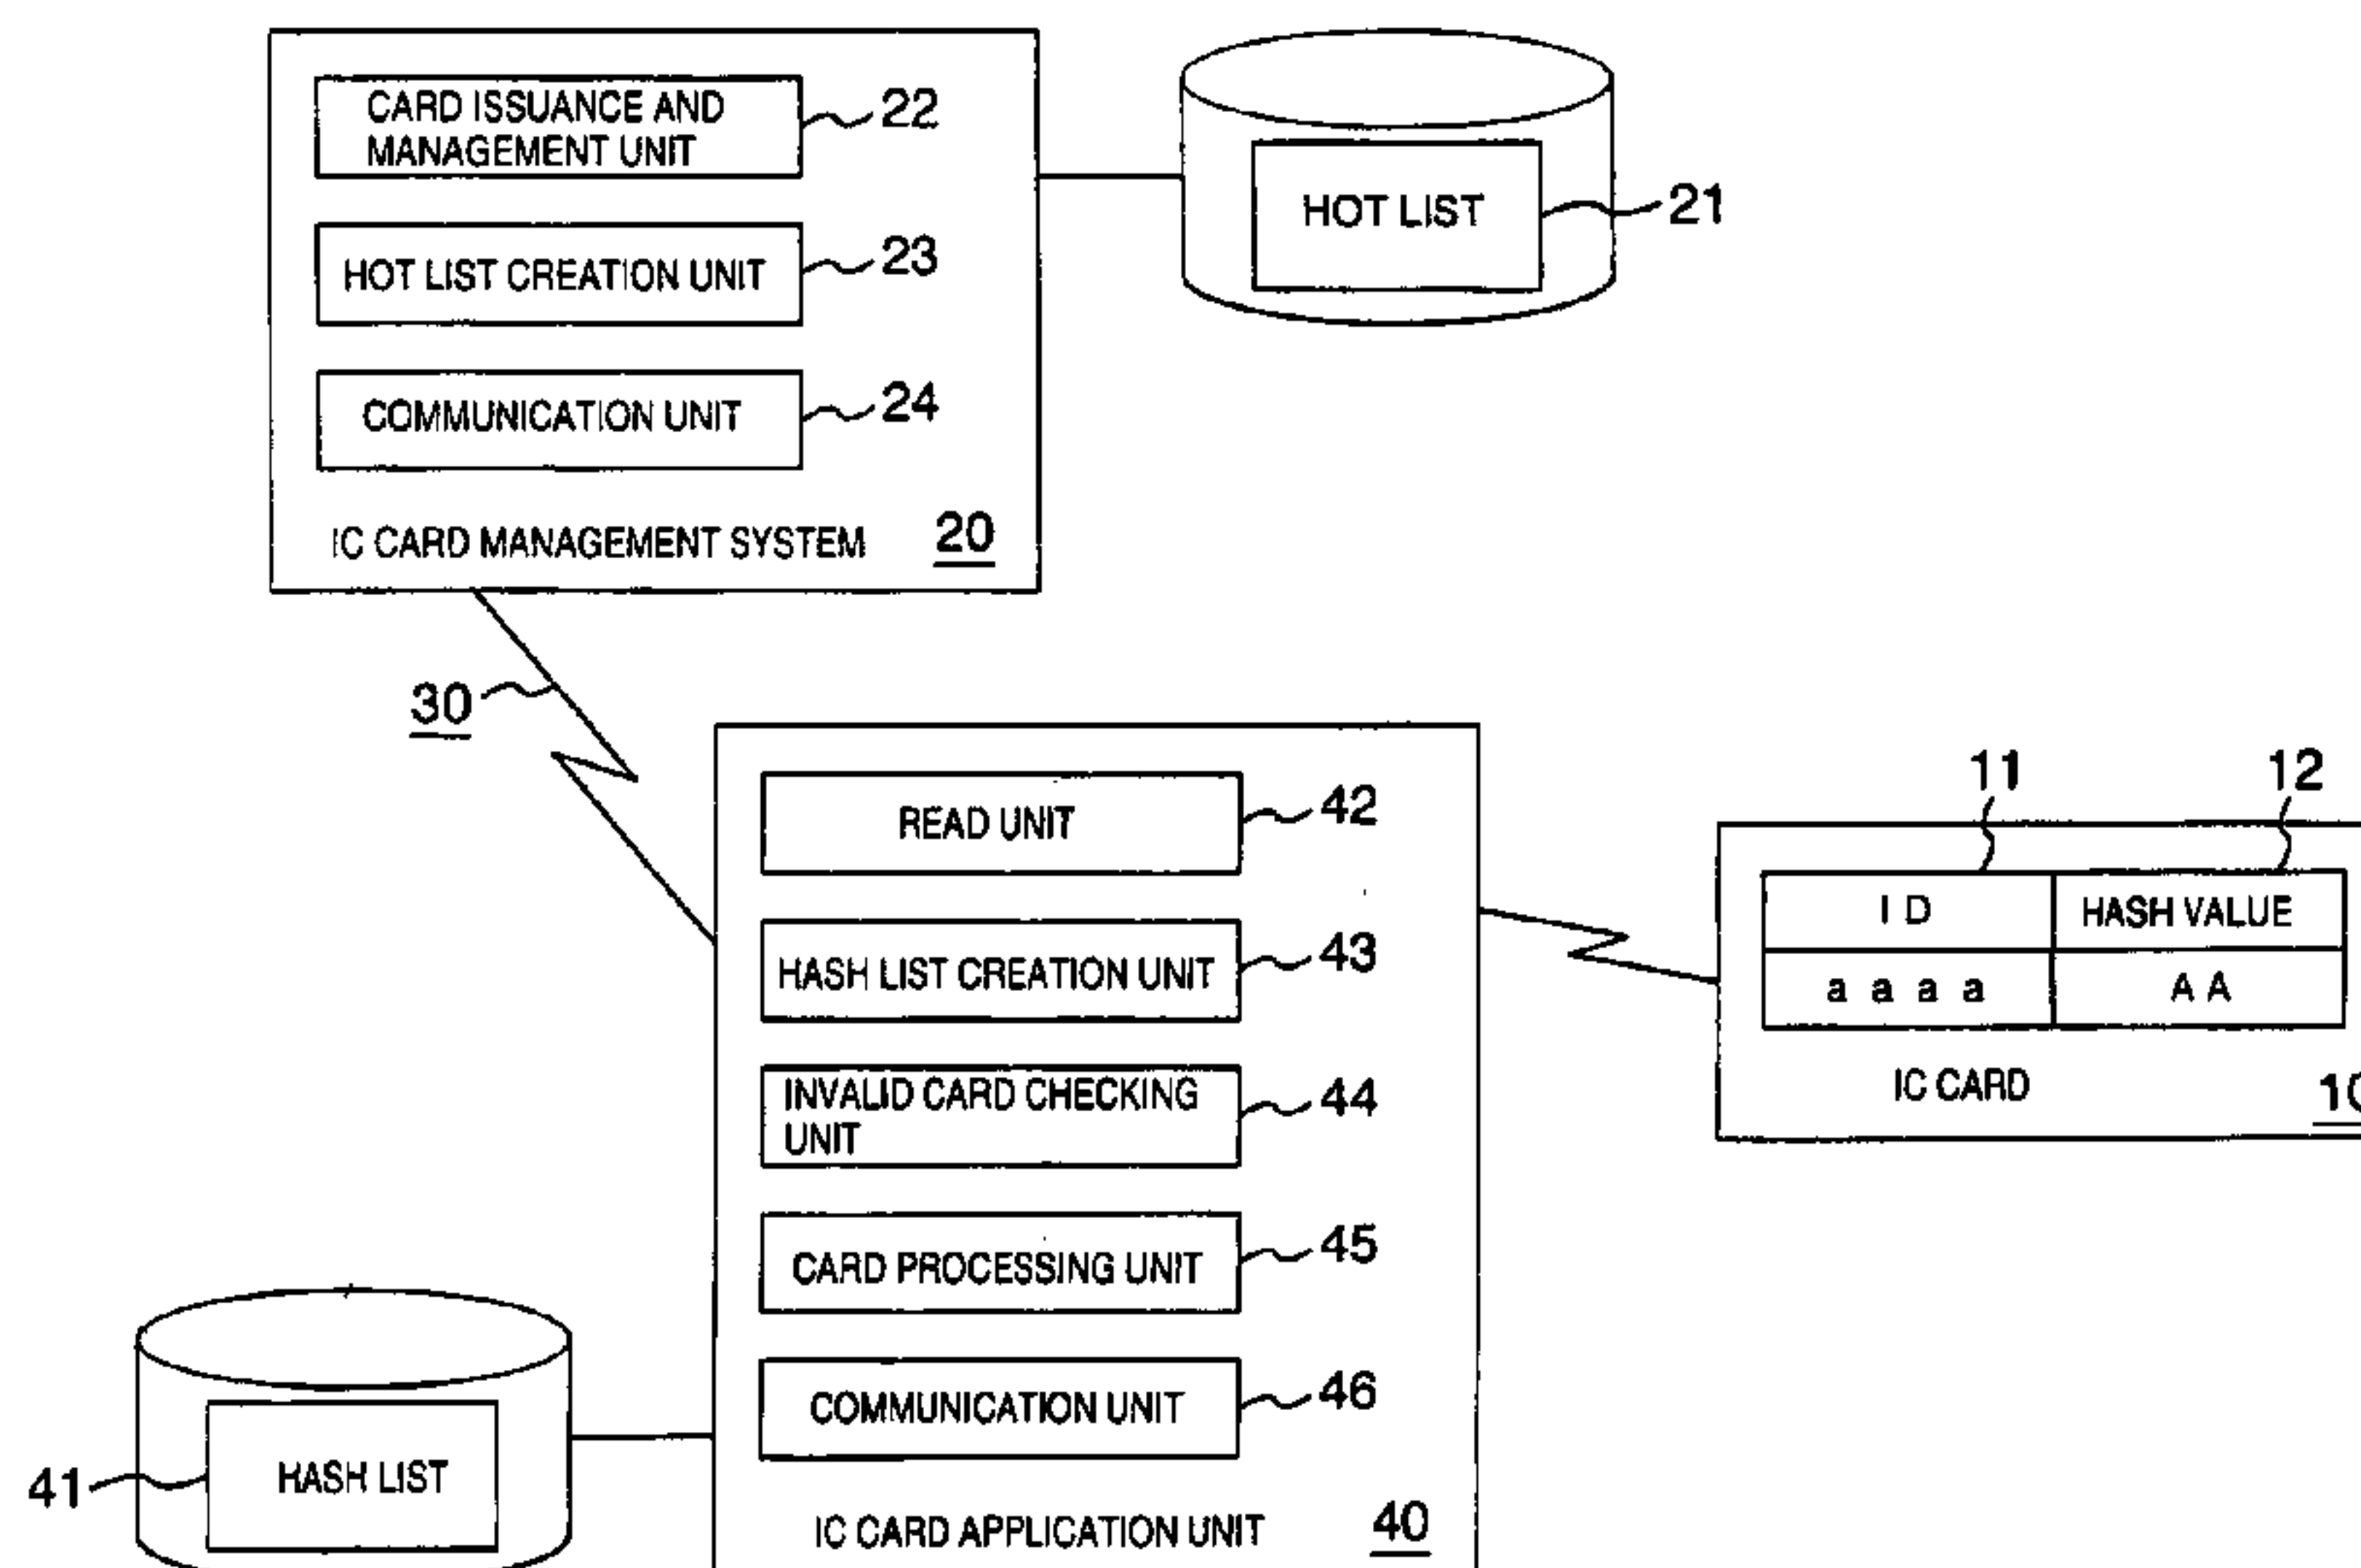 CARD ISSUANCE AND
MANAGEMENT UNIT
22
HOT LIST CREATION UNIT
23
COMMUNICATION UNIT
24
IC CARD MANAGEMENT SYSTEM
20
HOT LIST
21
30
READ UNIT
42
HASH LIST CREATION UNIT
43
INVALID CARD CHECKING
UNIT
44
CARD PROCESSING UNIT
45
COMMUNICATION UNIT
46
IC CARD APPLICATION UNIT
40
11
12
ID
HASH VALUE
a a a a
A A
IC CARD
41
HASH LIST